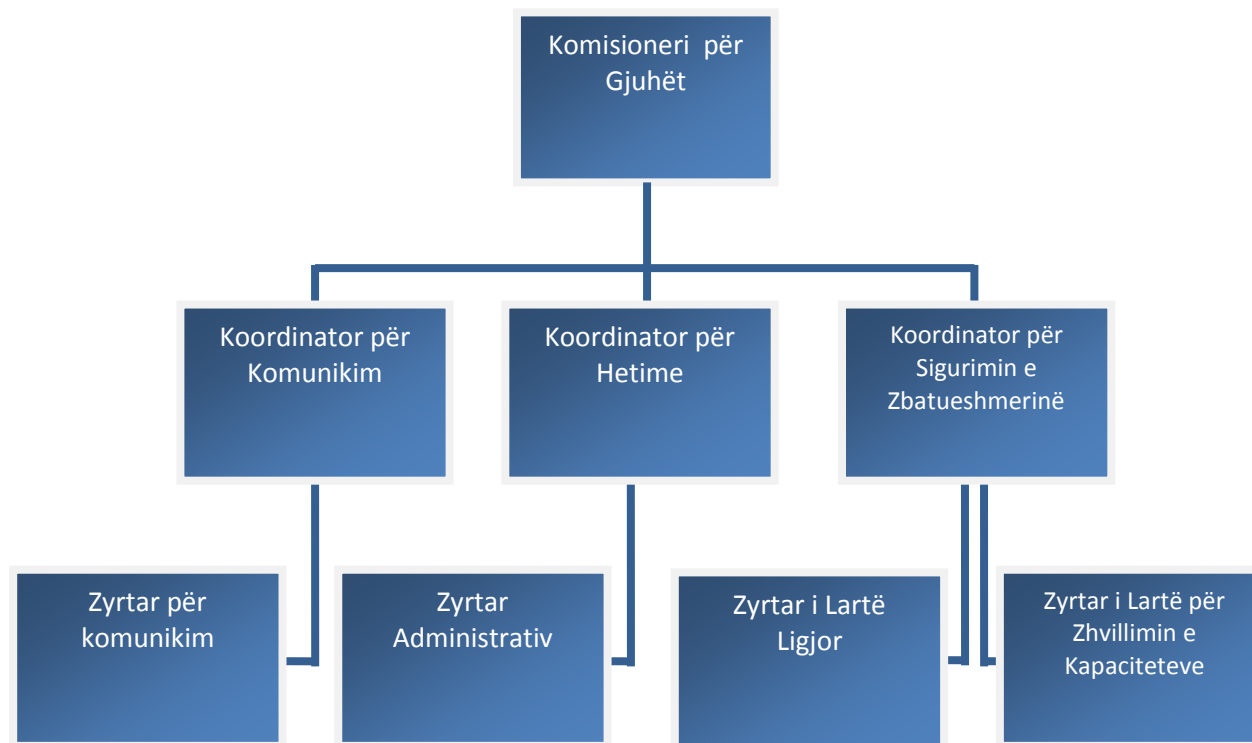 Komisioneri për
Gjuhët
Koordinator për
Komunikim
Koordinator për
Hetime
Koordinator për
Sigurimin e
Zbatueshmerinë
Zyrtar për
komunikim
Zyrtar
Administrativ
Zyrtar i Lartë
Ligjor
Zyrtar i Lartë për
Zhvillimin e
Kapaciteteve